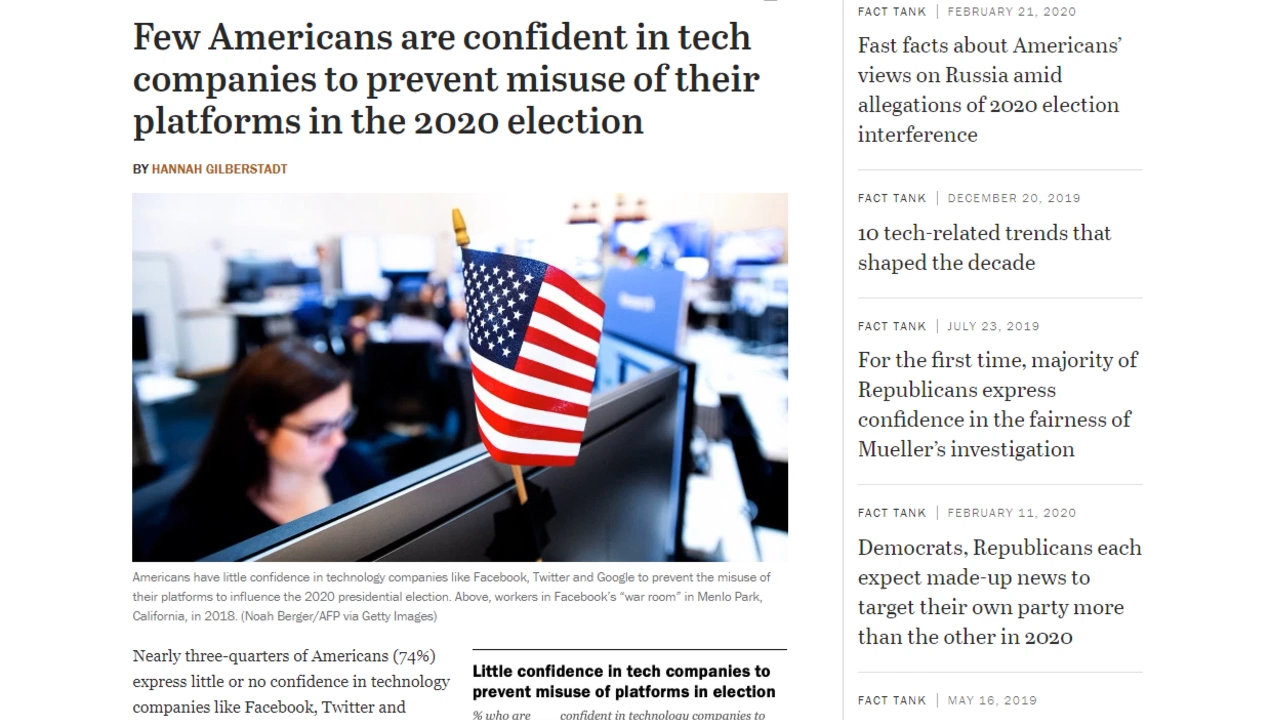 Few Americans are confident in tech
companies to prevent misuse of their
platforms in the 2020 election
BY HANNAH GILBERSTADT
Americans have little confidence in technology companies like Facebook, Twitter and Google to prevent the misuse of
their platforms to influence the 2020 presidential election. Above, workers in Facebook's “war room” in Menlo Park,
California, in 2018. (Noah Berger/AFP via Getty Images)
Nearly three-quarters of Americans (74%)
express little or no confidence in technology
companies like Facebook, Twitter and
Little confidence in tech companies to
prevent misuse of platforms in election
% who are ___ confident in technology companies to
FACT TANK | FEBRUARY 21, 2020
Fast facts about Americans’
views on Russia amid
allegations of 2020 election
interference
FACT TANK | DECEMBER 20, 2019
10 tech-related trends that
shaped the decade
FACT TANK | JULY 23, 2019
For the first time, majority of
Republicans express
confidence in the fairness of
Mueller’s investigation
FACT TANK | FEBRUARY 11, 2020
Democrats, Republicans each
expect made-up news to
target their own party more
than the other in 2020
FACT TANK | MAY 16, 2019